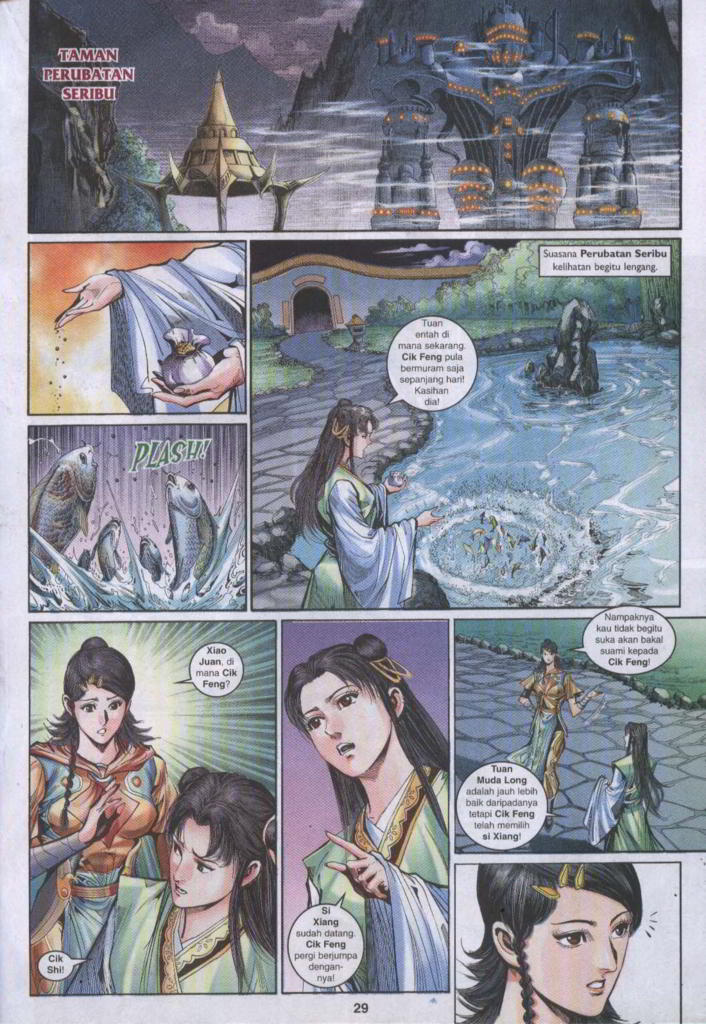 TAMAN
PERUBATAN
SERIBU
Suasana Perubatan Seribu
kelihatan begitu lengang.
Tuan
entah di
mana sekarang.
Cik Feng pula
bermuram saja
sepanjang hari!
Kasihan
dia!
PLASH!
Xiao
Juan, di
mana Cik
Feng?
Cik
Shi!
Si
Xiang
sudah datang.
Cik Feng
pergi berjumpa
dengan-
nya!
Nampaknya
kau tidak begitu
suka akan bakal
suami kepada
Cik Feng!
Tuan
Muda Long
adalah jauh lebih
baik daripadanya
tetapi Cik Feng
telah memilih
si Xiang!
29